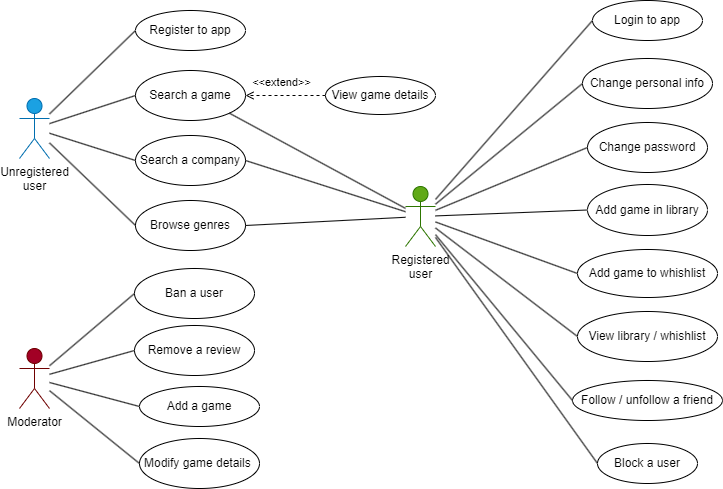 Register to app
Login to app
Search a game
<<extend>>
View game details
Change personal info
Unregistered
user
Search a company
Change password
Browse genres
Registered
user
Add game in library
Add game to whishlist
Ban a user
View library / whishlist
Remove a review
Moderator
Add a game
Follow / unfollow a friend
Modify game details
Block a user